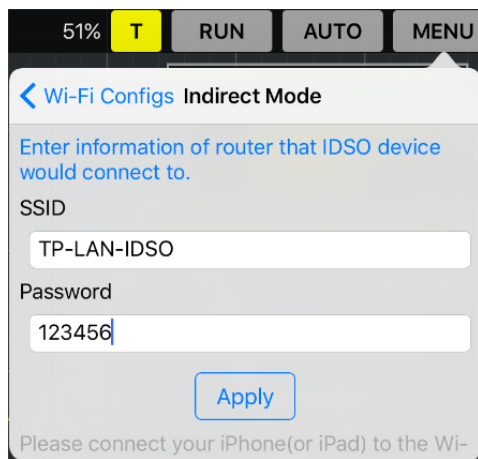 51% T RUN AUTO MENU
Wi-Fi Configs Indirect Mode
Enter information of router that IDSO device
would connect to.
SSID
TP-LAN-IDSO
Password
123456
Apply
Please connect your iPhone(or iPad) to the Wi-